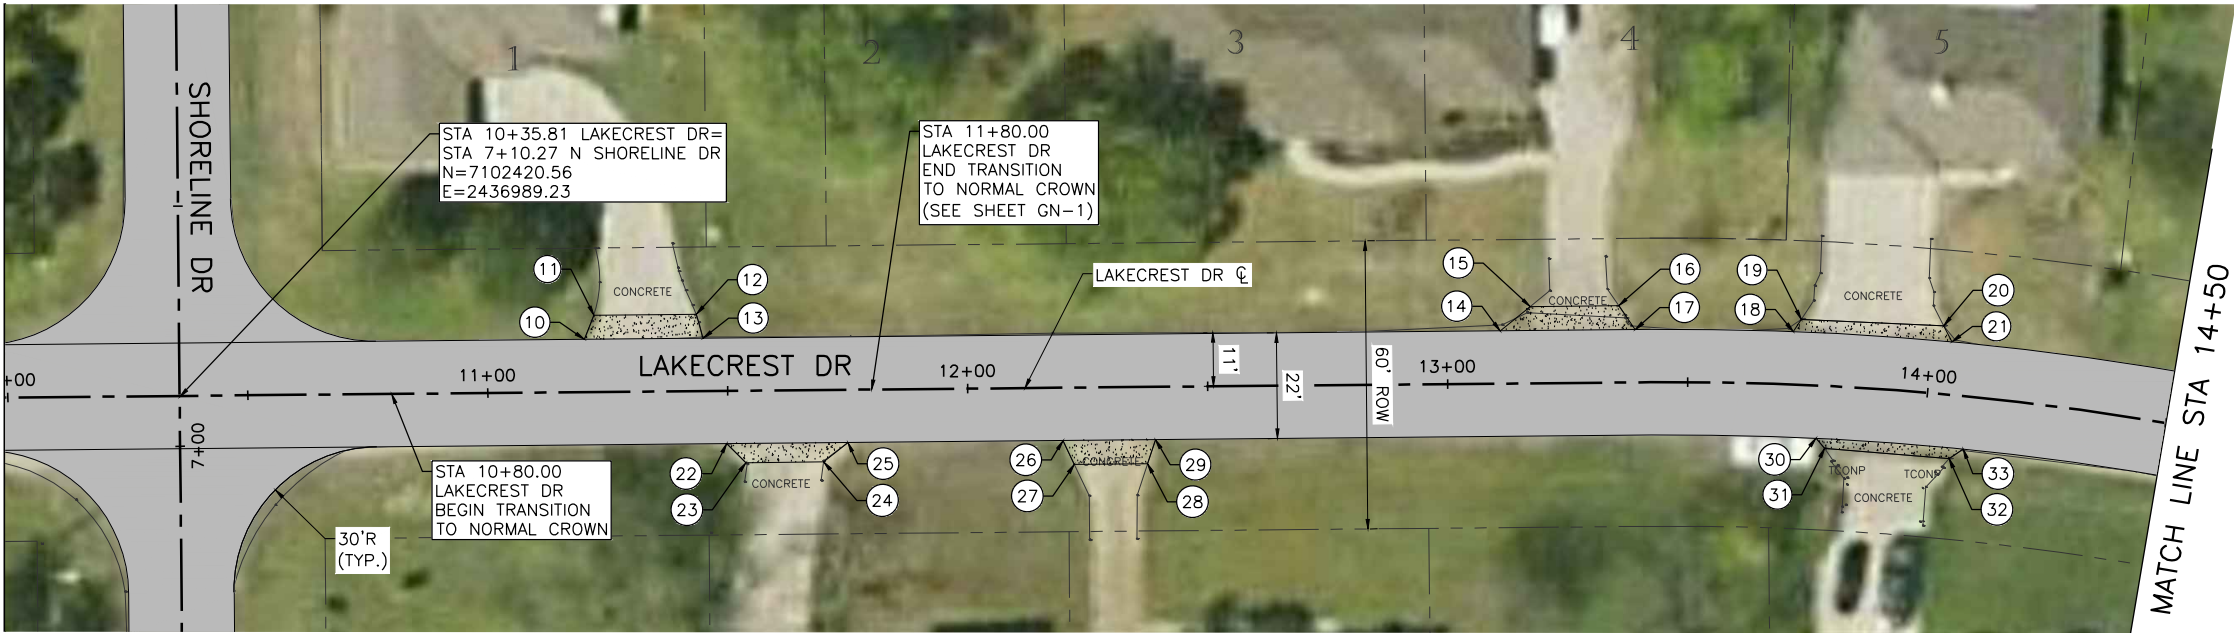 1
2
3
4
5
SHORELINE DR
STA 10+35.81 LAKECREST DR=
STA 7+10.27 N SHORELINE DR
N=7102420.56
E=2436989.23
STA 11+80.00
LAKECREST DR
END TRANSITION
TO NORMAL CROWN
(SEE SHEET GN-1)
LAKECREST DR ℄
11
12
CONCRETE
10
13
15
16
CONCRETE
14
17
19
20
CONCRETE
18
21
LAKECREST DR
11'
22'
60' ROW
+00
11+00
12+00
13+00
14+00
7+00
STA 10+80.00
LAKECREST DR
BEGIN TRANSITION
TO NORMAL CROWN
30'R
(TYP.)
22
25
23
24
CONCRETE
26
29
CONCRETE
27
28
30
33
TCONP
TCONP
31
32
CONCRETE
MATCH LINE STA 14+50